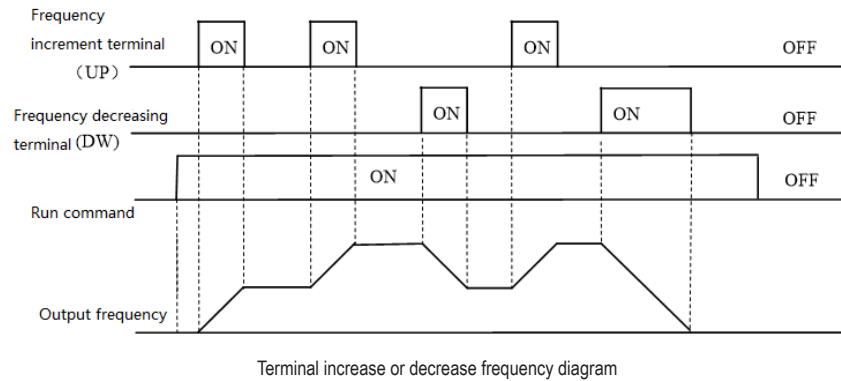 Frequency
increment terminal
（UP）
ON
ON
ON
OFF
Frequency decreasing
terminal (DW)
ON
ON
OFF
Run command
ON
OFF
Output frequency
Terminal increase or decrease frequency diagram